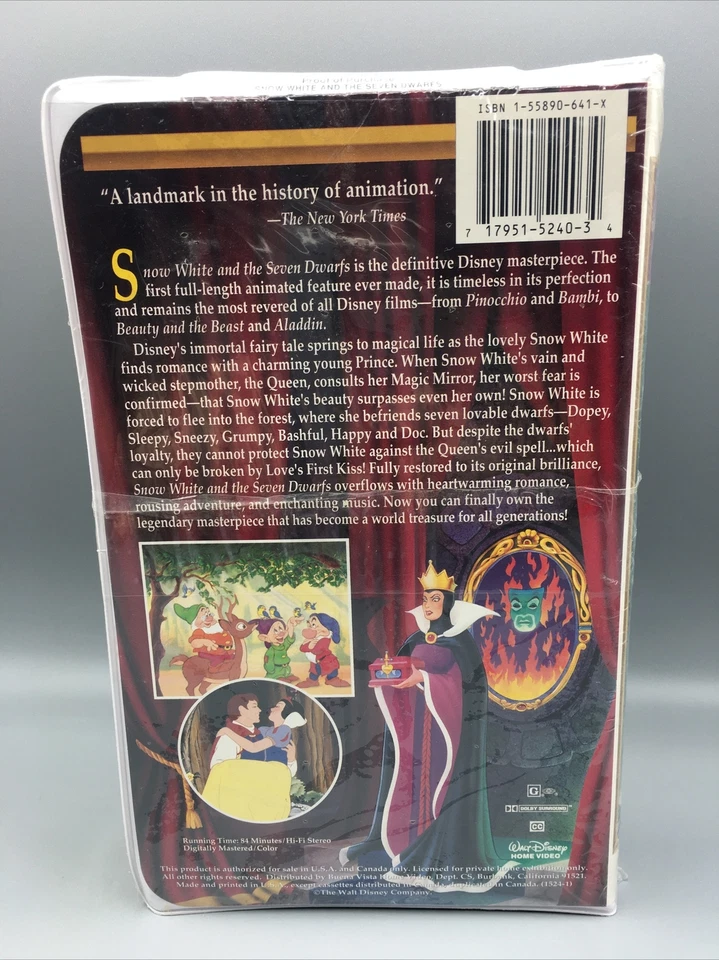 Proof of Purchase
SNOW WHITE AND THE SEVEN DWARFS
ISBN 1-55890-641-X
7 17951-5240-3 4
“A landmark in the history of animation.”
—The New York Times
Snow White and the Seven Dwarfs is the definitive Disney masterpiece. The
first full-length animated feature ever made, it is timeless in its perfection
and remains the most revered of all Disney films—from Pinocchio and Bambi, to
Beauty and the Beast and Aladdin.
Disney's immortal fairy tale springs to magical life as the lovely Snow White
finds romance with a charming young Prince. When Snow White's vain and
wicked stepmother, the Queen, consults her Magic Mirror, her worst fear is
confirmed—that Snow White's beauty surpasses even her own! Snow White is
forced to flee into the forest, where she befriends seven lovable dwarfs—Dopey,
Sleepy, Sneezy, Grumpy, Bashful, Happy and Doc. But despite the dwarfs'
loyalty, they cannot protect Snow White against the Queen's evil spell...which
can only be broken by Love's First Kiss! Fully restored to its original brilliance,
Snow White and the Seven Dwarfs overflows with heartwarming romance,
rousing adventure, and enchanting music. Now you can finally own the
legendary masterpiece that has become a world treasure for all generations!
G
DOLBY SURROUND
CC
Walt Disney
HOME VIDEO
Running Time: 84 Minutes/Hi-Fi Stereo
Digitally Mastered/Color
This product is authorized for sale in U.S.A. and Canada only. Licensed for private home exhibition only.
All other rights reserved. Distributed by Buena Vista Home Video, Dept. CS, Burbank, California 91521.
Made and printed in U.S.A. except cassettes distributed in Canada, duplicated in Canada. (1524-1)
©The Walt Disney Company.